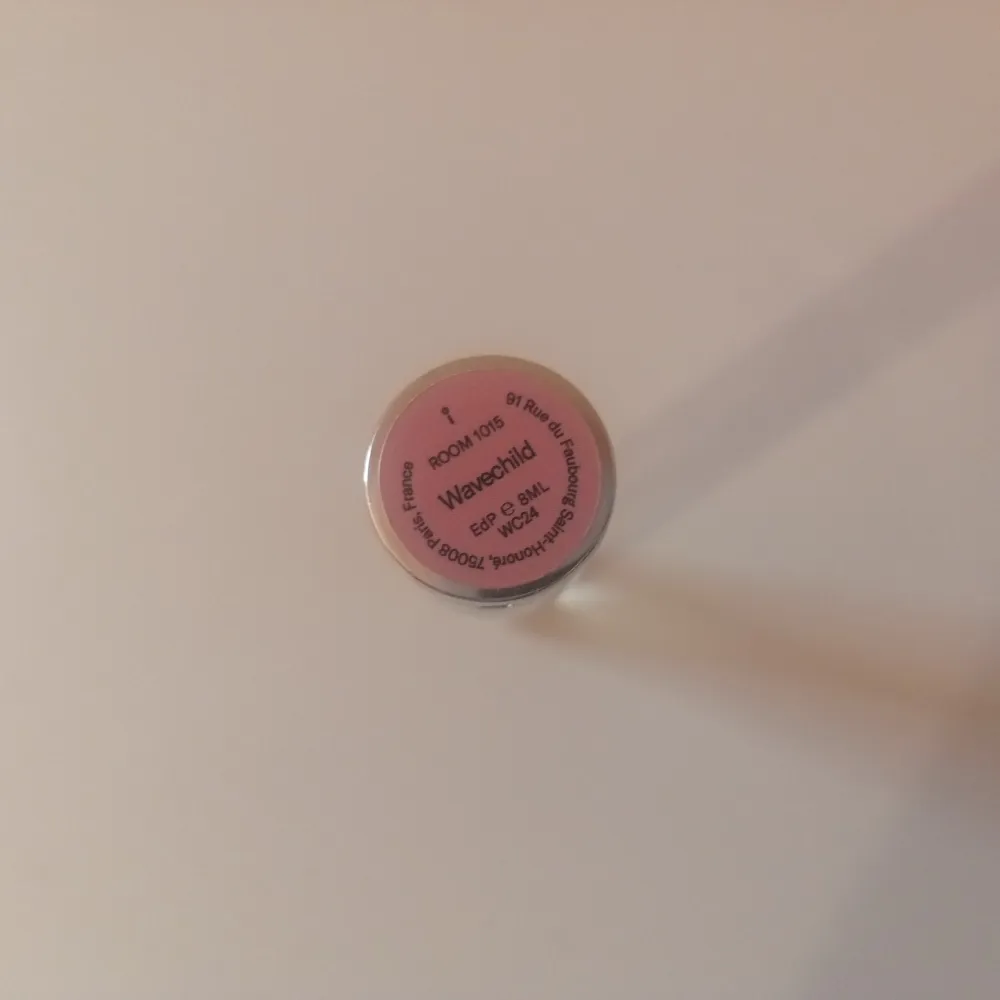 ROOM 1015
Wavechild
EdP ℮ 8ML
WC24
91 Rue du Faubourg Saint-Honoré, 75008 Paris, France